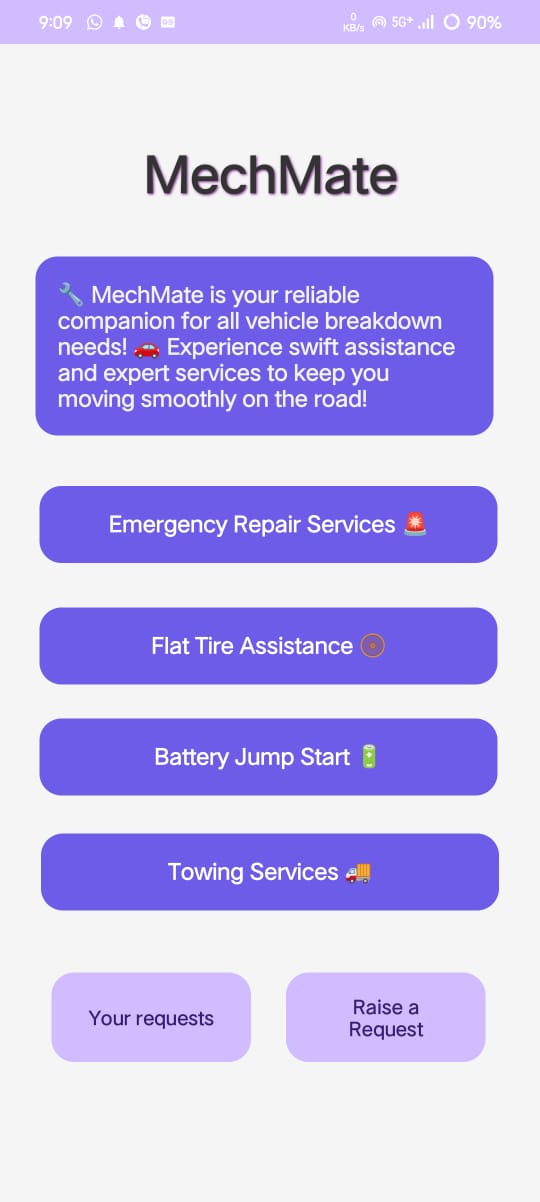 9:09 0 KB/s 5G+ 90%
MechMate
🔧 MechMate is your reliable
companion for all vehicle breakdown
needs! 🚗 Experience swift assistance
and expert services to keep you
moving smoothly on the road!
Emergency Repair Services 🚨
Flat Tire Assistance
Battery Jump Start 🔋
Towing Services 🚚
Your requests
Raise a
Request